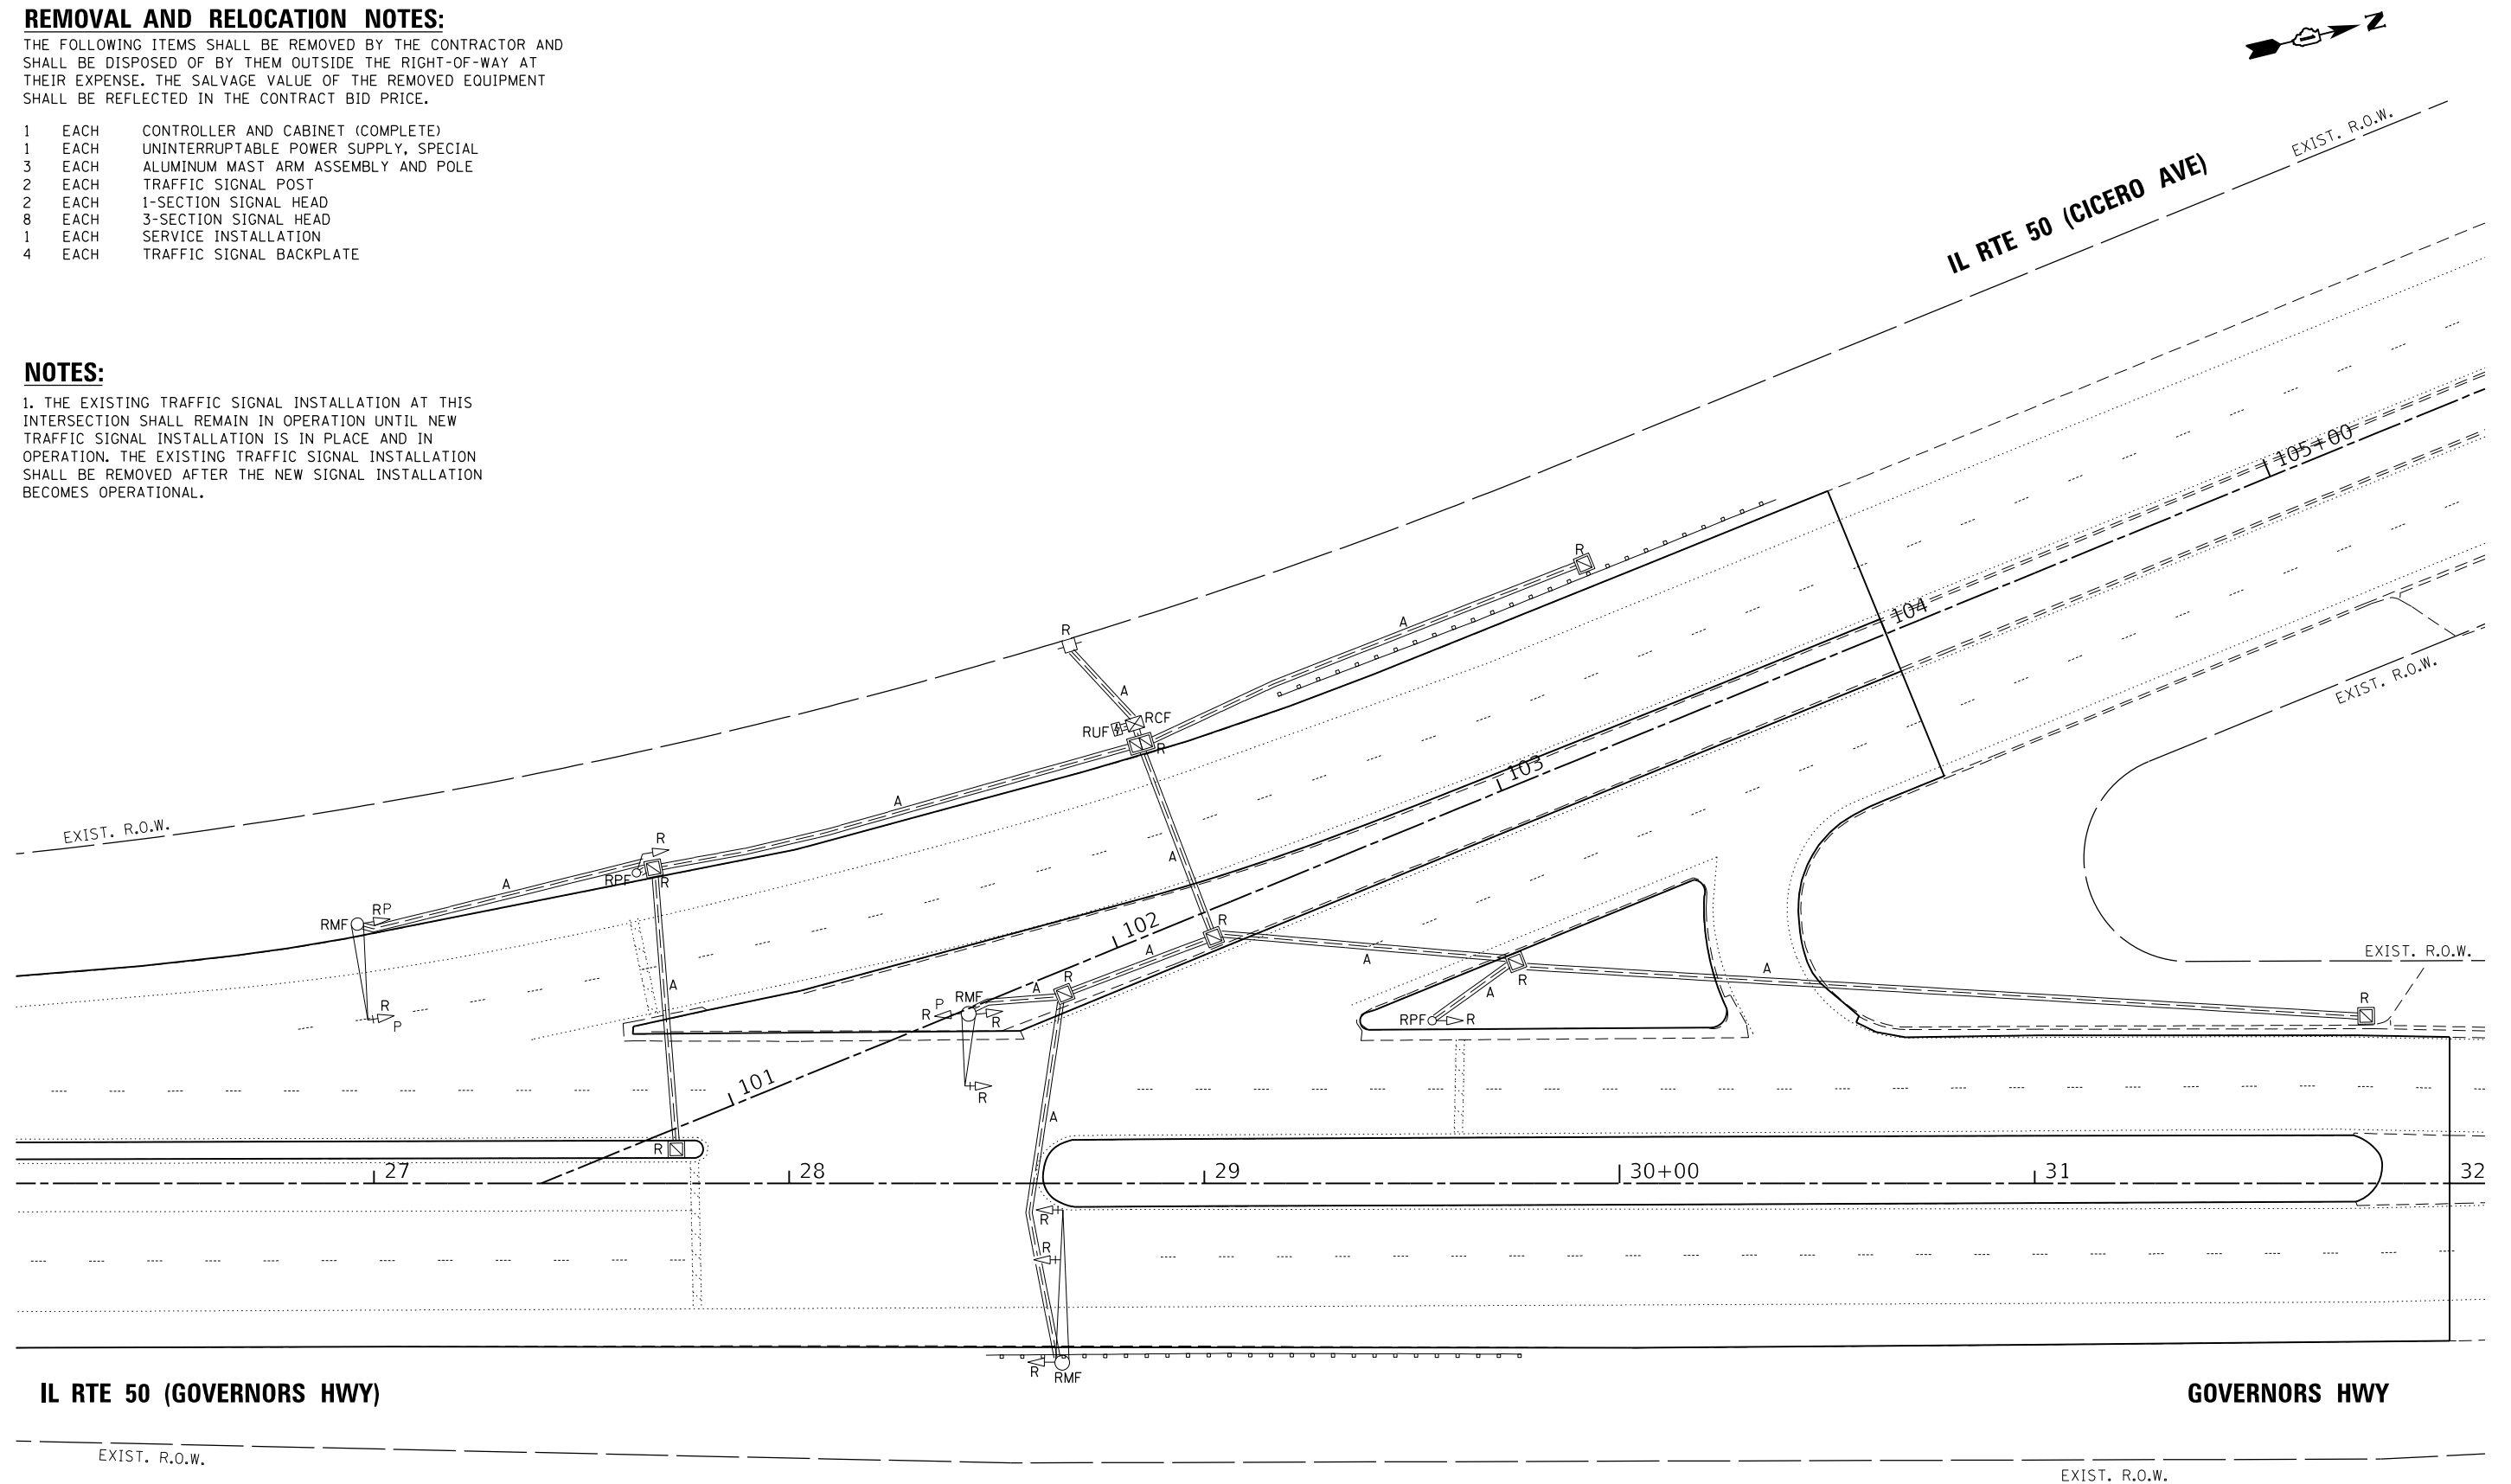 REMOVAL AND RELOCATION NOTES:
THE FOLLOWING ITEMS SHALL BE REMOVED BY THE CONTRACTOR AND
SHALL BE DISPOSED OF BY THEM OUTSIDE THE RIGHT-OF-WAY AT
THEIR EXPENSE. THE SALVAGE VALUE OF THE REMOVED EQUIPMENT
SHALL BE REFLECTED IN THE CONTRACT BID PRICE.
1 EACH CONTROLLER AND CABINET (COMPLETE)
1 EACH UNINTERRUPTABLE POWER SUPPLY, SPECIAL
3 EACH ALUMINUM MAST ARM ASSEMBLY AND POLE
2 EACH TRAFFIC SIGNAL POST
2 EACH 1-SECTION SIGNAL HEAD
8 EACH 3-SECTION SIGNAL HEAD
1 EACH SERVICE INSTALLATION
4 EACH TRAFFIC SIGNAL BACKPLATE
NOTES:
1. THE EXISTING TRAFFIC SIGNAL INSTALLATION AT THIS
INTERSECTION SHALL REMAIN IN OPERATION UNTIL NEW
TRAFFIC SIGNAL INSTALLATION IS IN PLACE AND IN
OPERATION. THE EXISTING TRAFFIC SIGNAL INSTALLATION
SHALL BE REMOVED AFTER THE NEW SIGNAL INSTALLATION
BECOMES OPERATIONAL.
N
EXIST. R.O.W.
IL RTE 50 (CICERO AVE)
105+00
R
104
A
R
EXIST. R.O.W.
A
RCF
RUF
R
103
A
EXIST. R.O.W.
R
A
A
RPF
R
RP
RMF
R
102
EXIST. R.O.W.
A
A
A
R
R
A
A
A
R
RMF
P
R
R
R
P
RPF
R
101
R
A
R
27
28
29
30+00
31
32
R
R
R
RMF
IL RTE 50 (GOVERNORS HWY)
GOVERNORS HWY
EXIST. R.O.W.
EXIST. R.O.W.